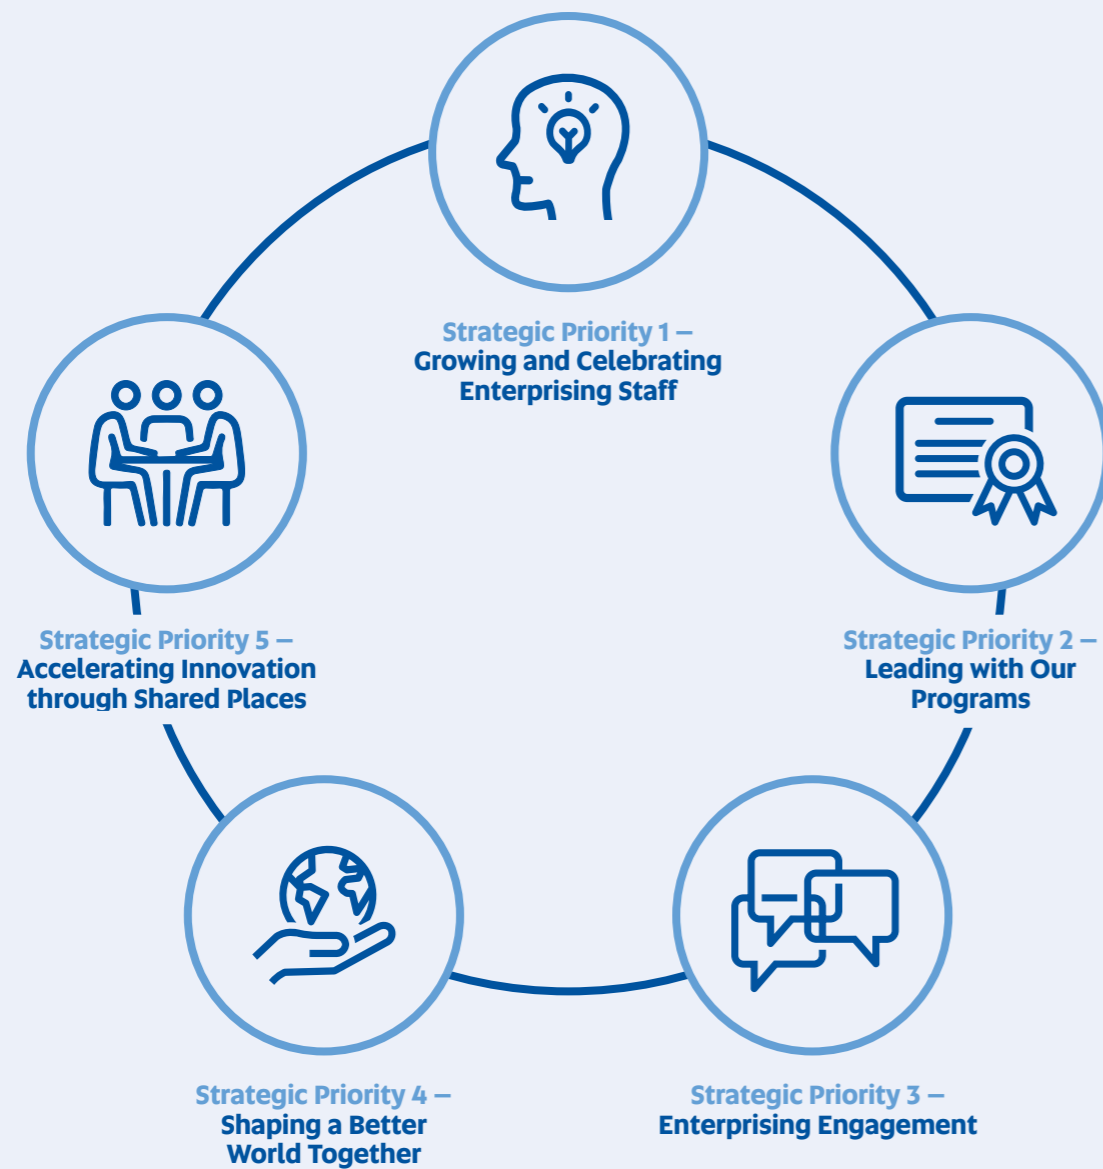 Strategic Priority 1 –
Growing and Celebrating
Enterprising Staff
Strategic Priority 2 –
Leading with Our
Programs
Strategic Priority 3 –
Enterprising Engagement
Strategic Priority 4 –
Shaping a Better
World Together
Strategic Priority 5 –
Accelerating Innovation
through Shared Places